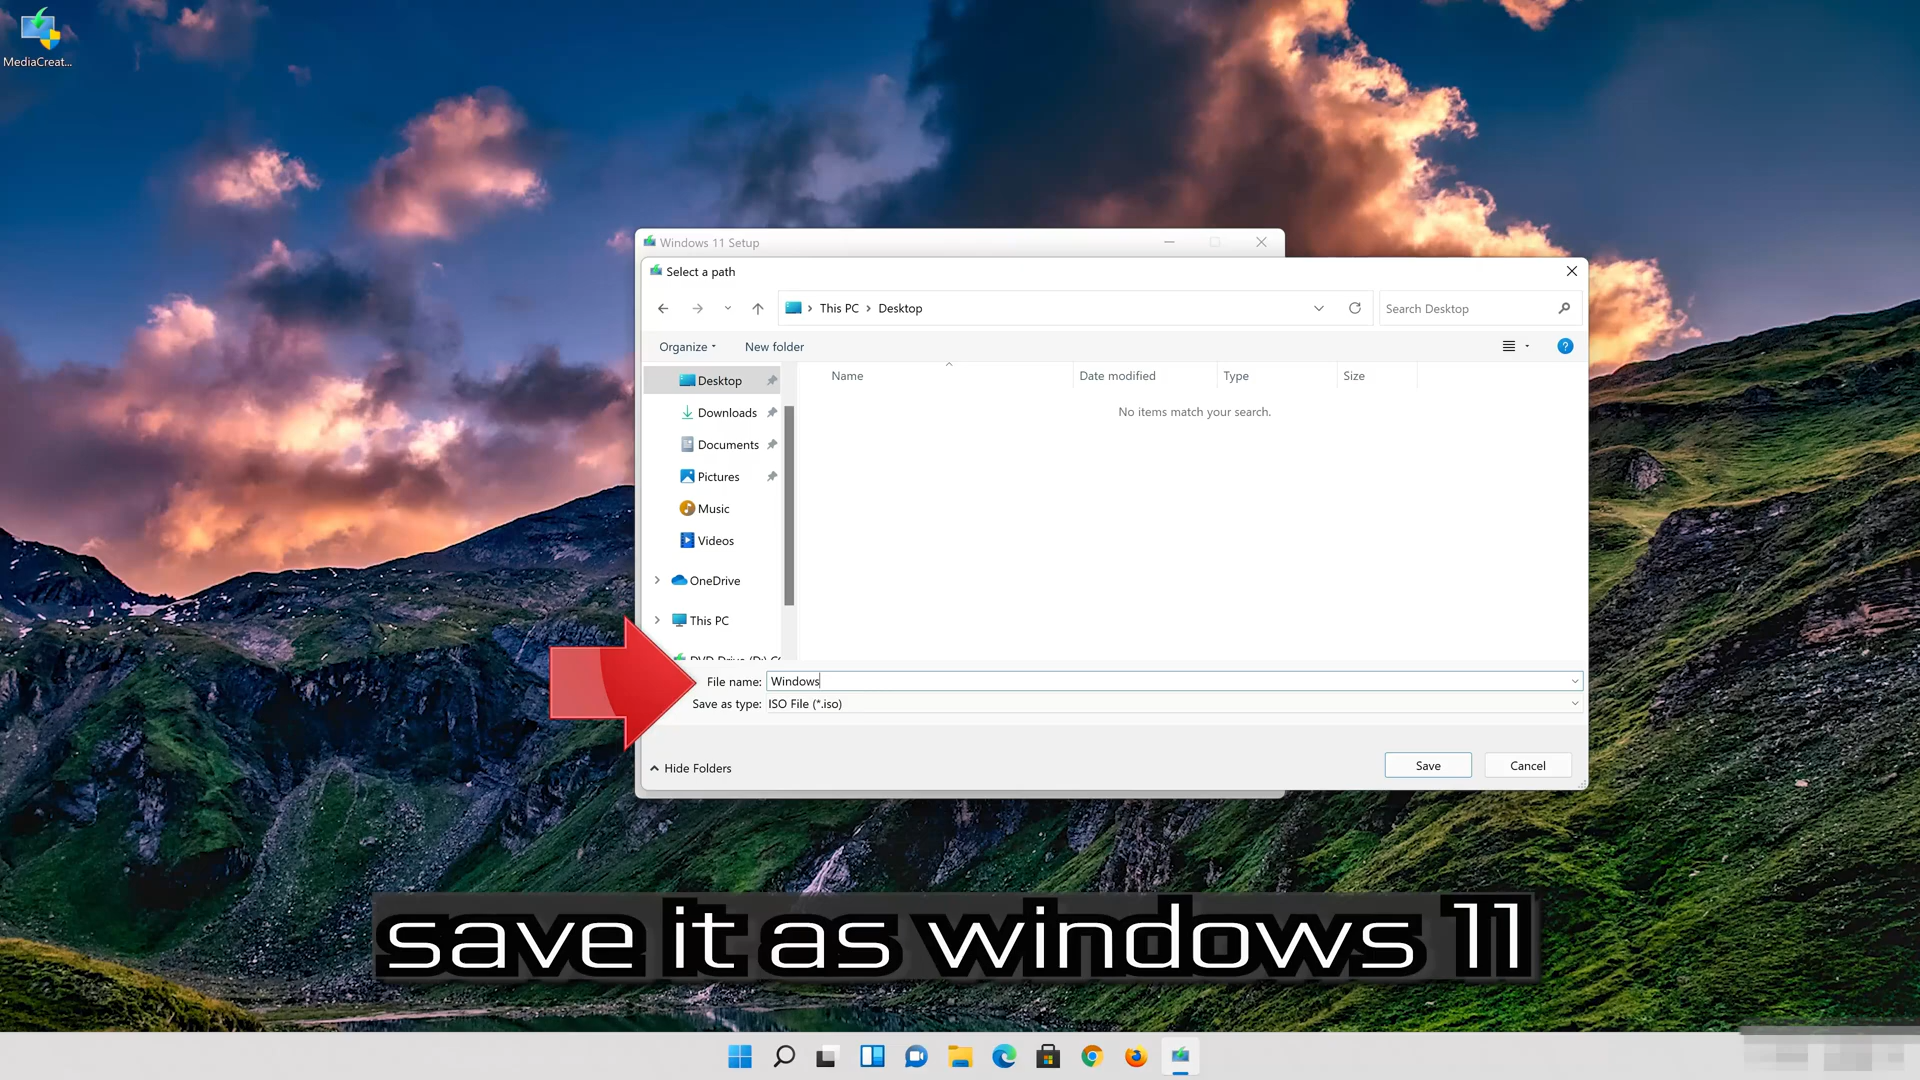 MediaCreat...
Windows 11 Setup
Select a path
This PC > Desktop
Search Desktop
Organize
New folder
Name
Date modified
Type
Size
No items match your search.
Desktop
Downloads
Documents
Pictures
Music
Videos
OneDrive
This PC
File name: Windows
Save as type: ISO File (*.iso)
Hide Folders
Save
Cancel
save it as windows 11